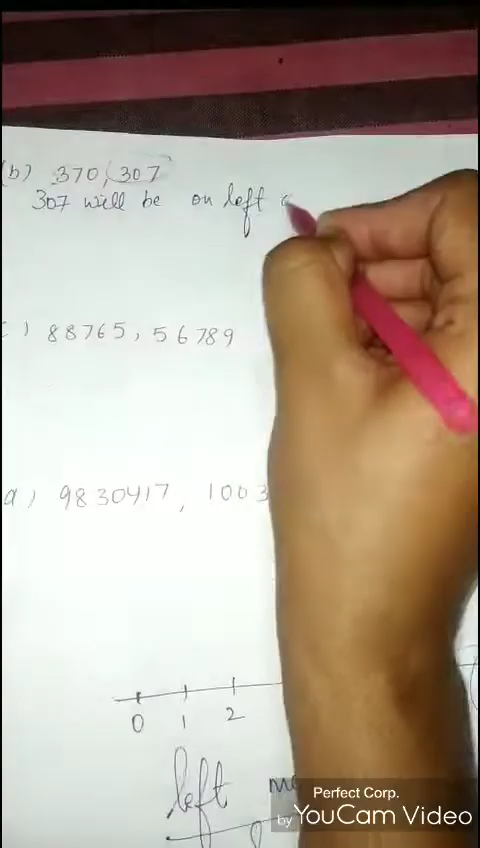 (b) 370, 307
307 will be on left
) 88765, 56789
d) 9830417, 1003
0 1 2
left
Perfect Corp.
by YouCam Video